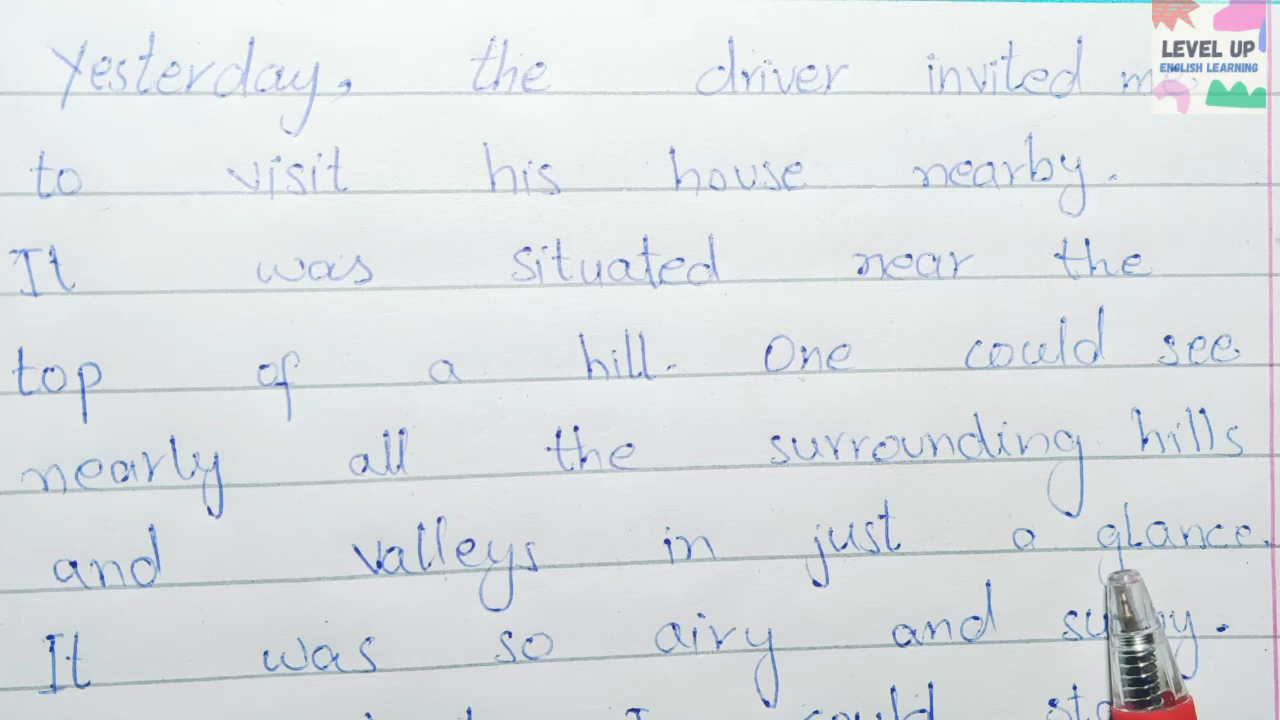 LEVEL UP
ENGLISH LEARNING
Yesterday, the driver invited
to visit his house nearby.
It was situated near the
top of a hill. One could see
nearly all the surrounding hills
and valleys in just a glance.
It was so airy and
I could